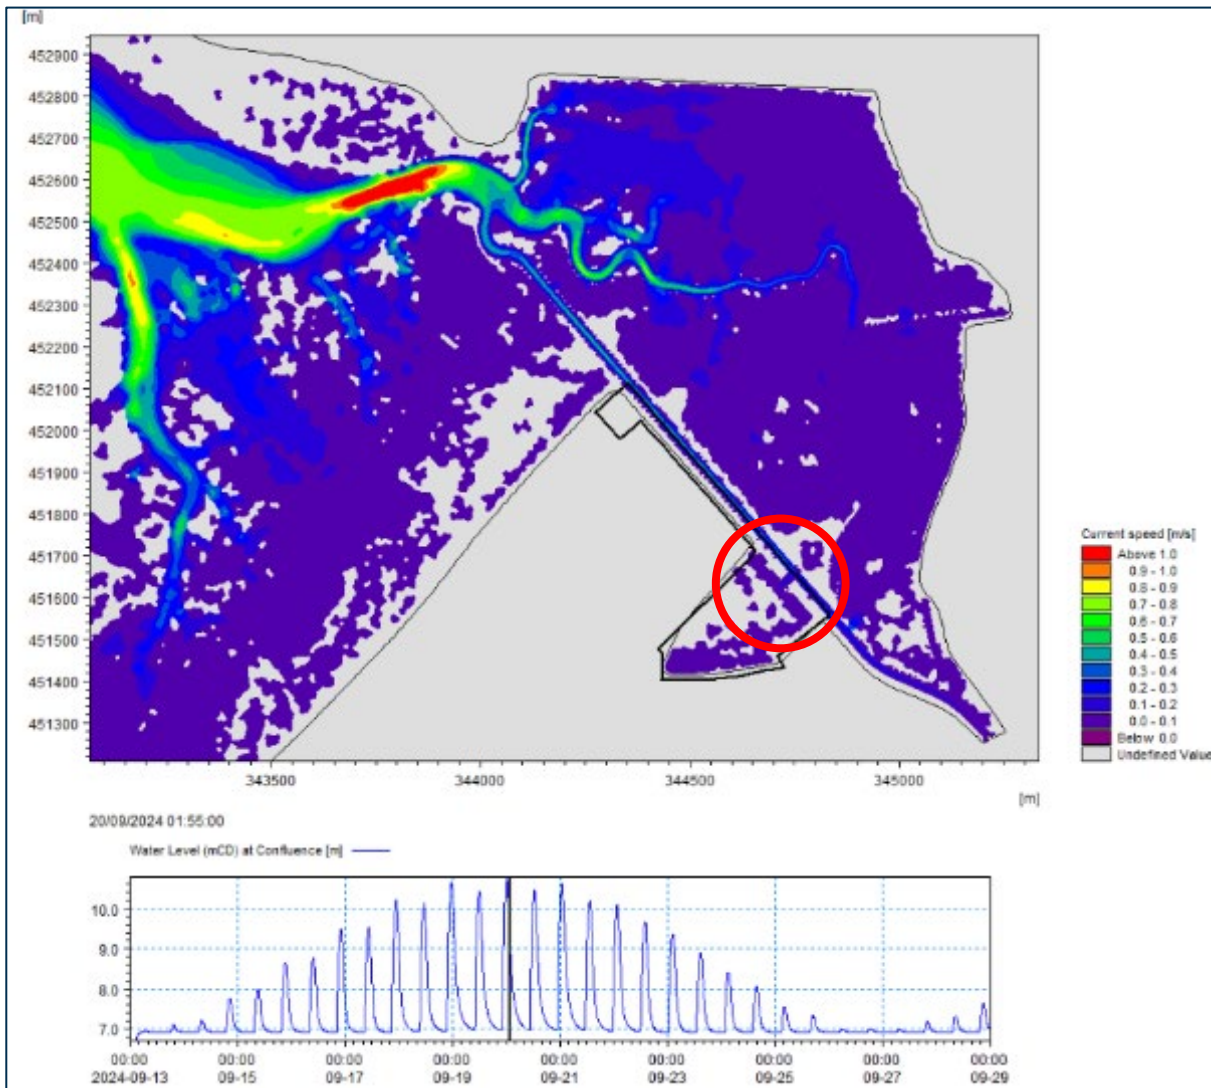 [m]
452900
452800
452700
452600
452500
452400
452300
452200
452100
452000
451900
451800
451700
451600
451500
451400
451300
343500 344000 344500 345000
[m]
Current speed [m/s]
Above 1.0
0.9 - 1.0
0.8 - 0.9
0.7 - 0.8
0.6 - 0.7
0.5 - 0.6
0.4 - 0.5
0.3 - 0.4
0.2 - 0.3
0.1 - 0.2
0.0 - 0.1
Below 0.0
Undefined Value
20/09/2024 01:55:00
Water Level (mCD) at Confluence [m]
10.0
9.0
8.0
7.0
00:00 00:00 00:00 00:00 00:00 00:00 00:00 00:00 00:00
2024-09-13 09-15 09-17 09-19 09-21 09-23 09-25 09-27 09-29